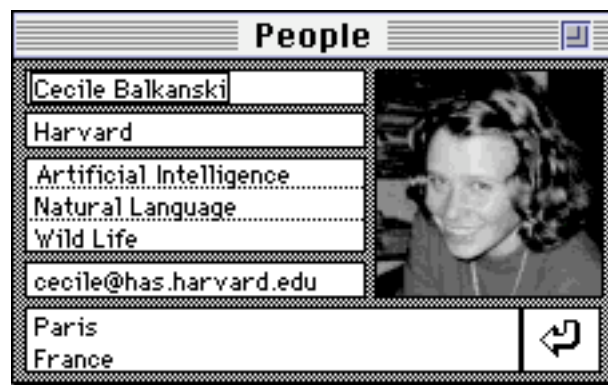 People
Cecile Balkanski
Harvard
Artificial Intelligence
Natural Language
Wild Life
cecile@has.harvard.edu
Paris
France